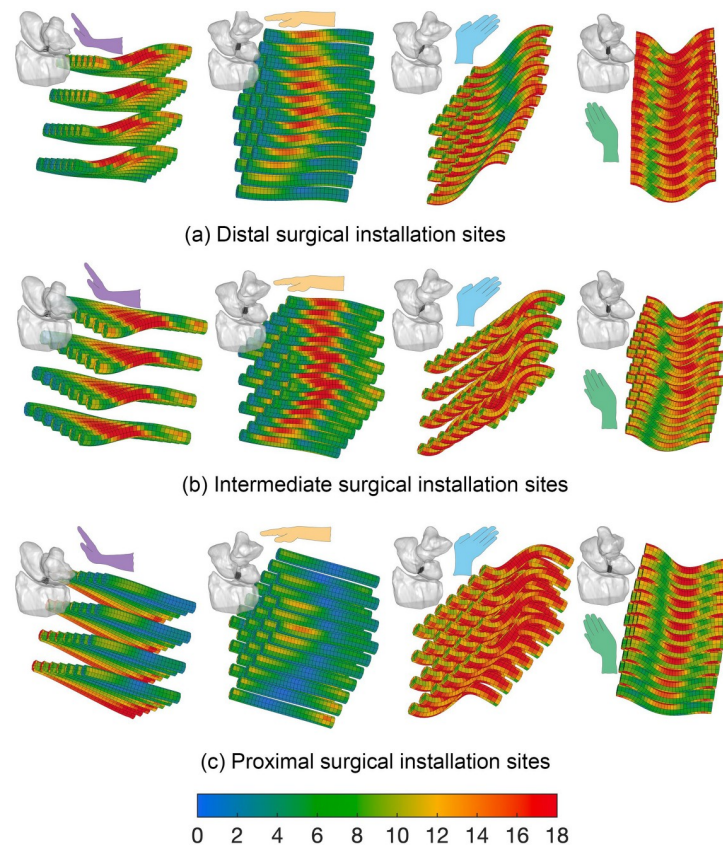 (a) Distal surgical installation sites
(b) Intermediate surgical installation sites
(c) Proximal surgical installation sites
0 2 4 6 8 10 12 14 16 18